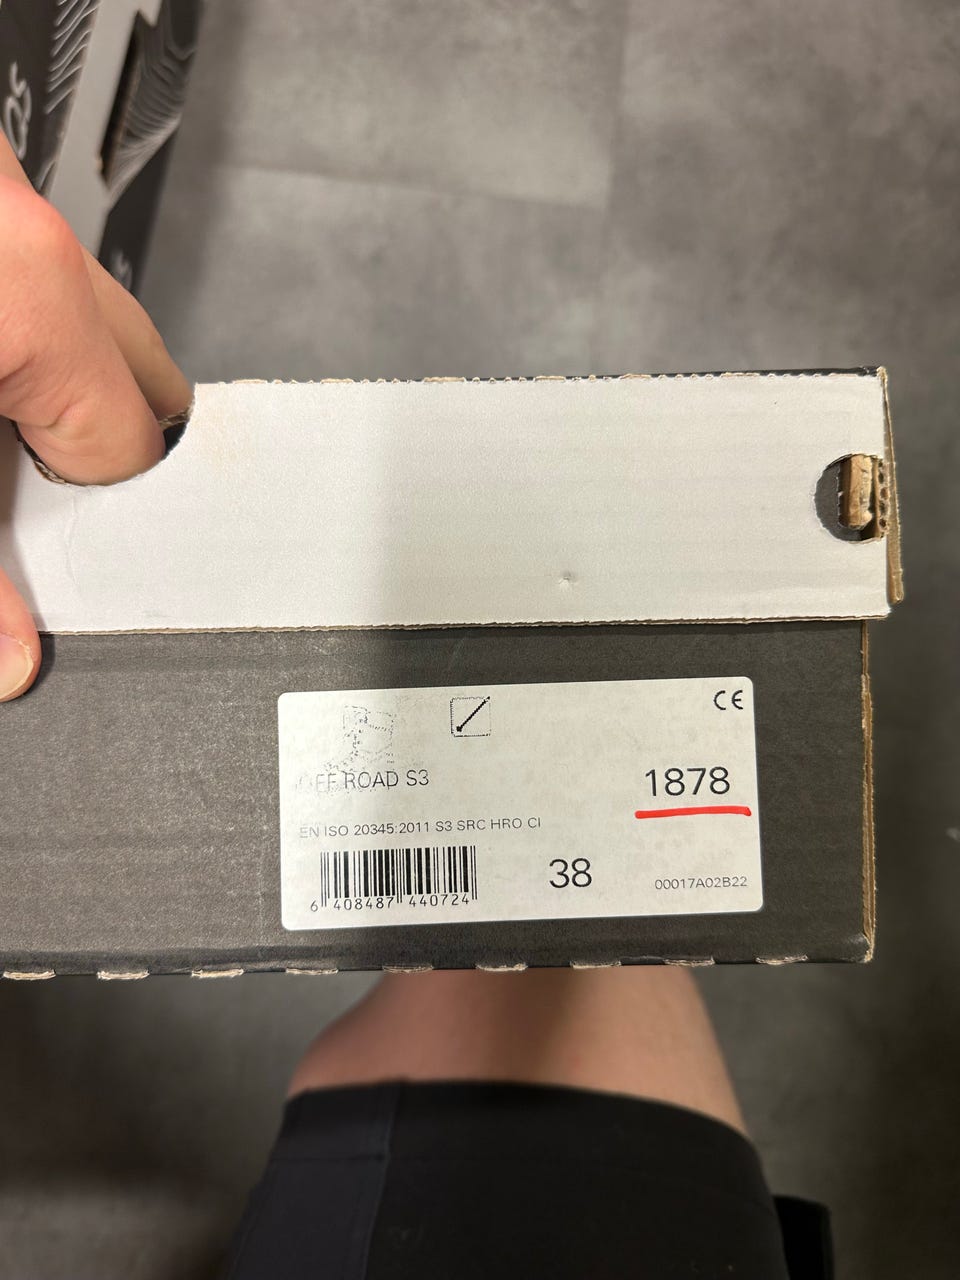 CE
ROAD S3
1878
EN ISO 20345:2011 S3 SRC HRO CI
38
6 408487 440724
00017A02B22